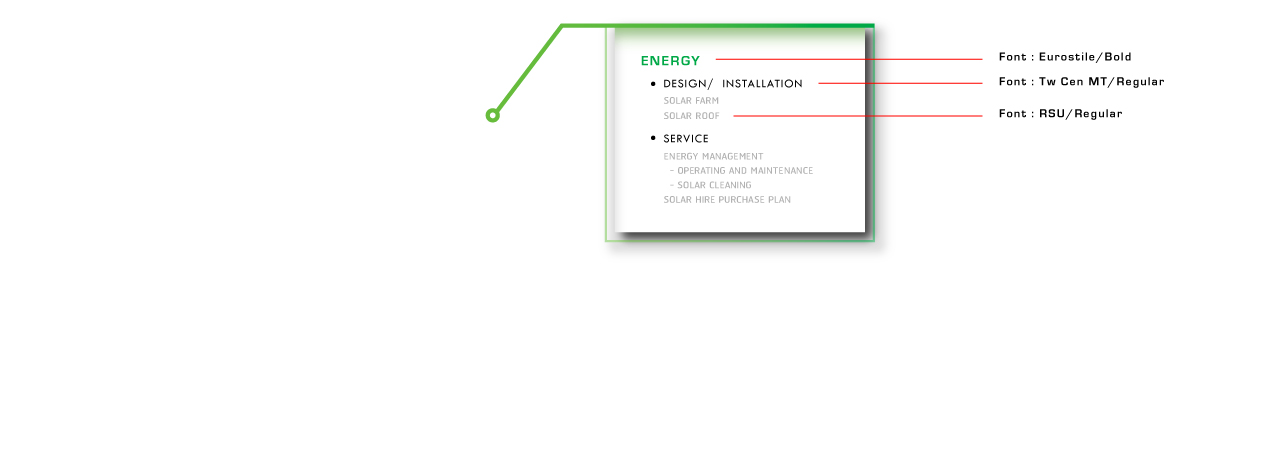 ENERGY
Font : Eurostile/Bold
• DESIGN/ INSTALLATION
Font : Tw Cen MT/Regular
SOLAR FARM
SOLAR ROOF
Font : RSU/Regular
• SERVICE
ENERGY MANAGEMENT
- OPERATING AND MAINTENANCE
- SOLAR CLEANING
SOLAR HIRE PURCHASE PLAN